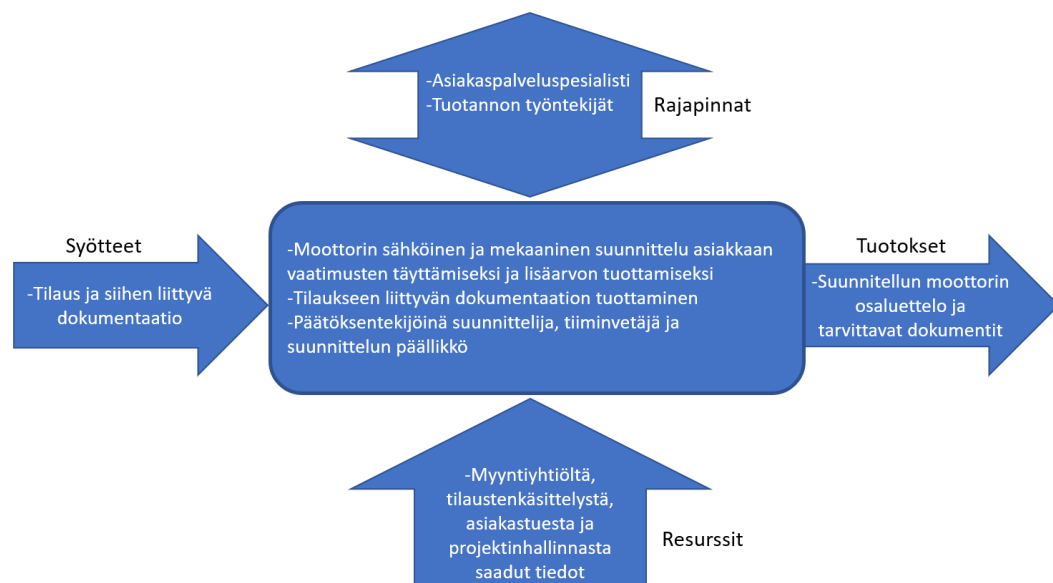 -Asiakaspalveluspesialisti
-Tuotannon työntekijät
Rajapinnat
Syötteet
-Tilaus ja siihen liittyvä
dokumentaatio
-Moottorin sähköinen ja mekaaninen suunnittelu asiakkaan
vaatimusten täyttämiseksi ja lisäarvon tuottamiseksi
-Tilaukseen liittyvän dokumentaation tuottaminen
-Päätöksentekijöinä suunnittelija, tiiminvetäjä ja
suunnittelun päällikkö
Tuotokset
-Suunnitellun moottorin
osaluettelo ja
tarvittavat dokumentit
-Myyntiyhtiöltä,
tilaustenkäsittelystä,
asiakastuesta ja
projektinhallinnasta
saadut tiedot
Resurssit